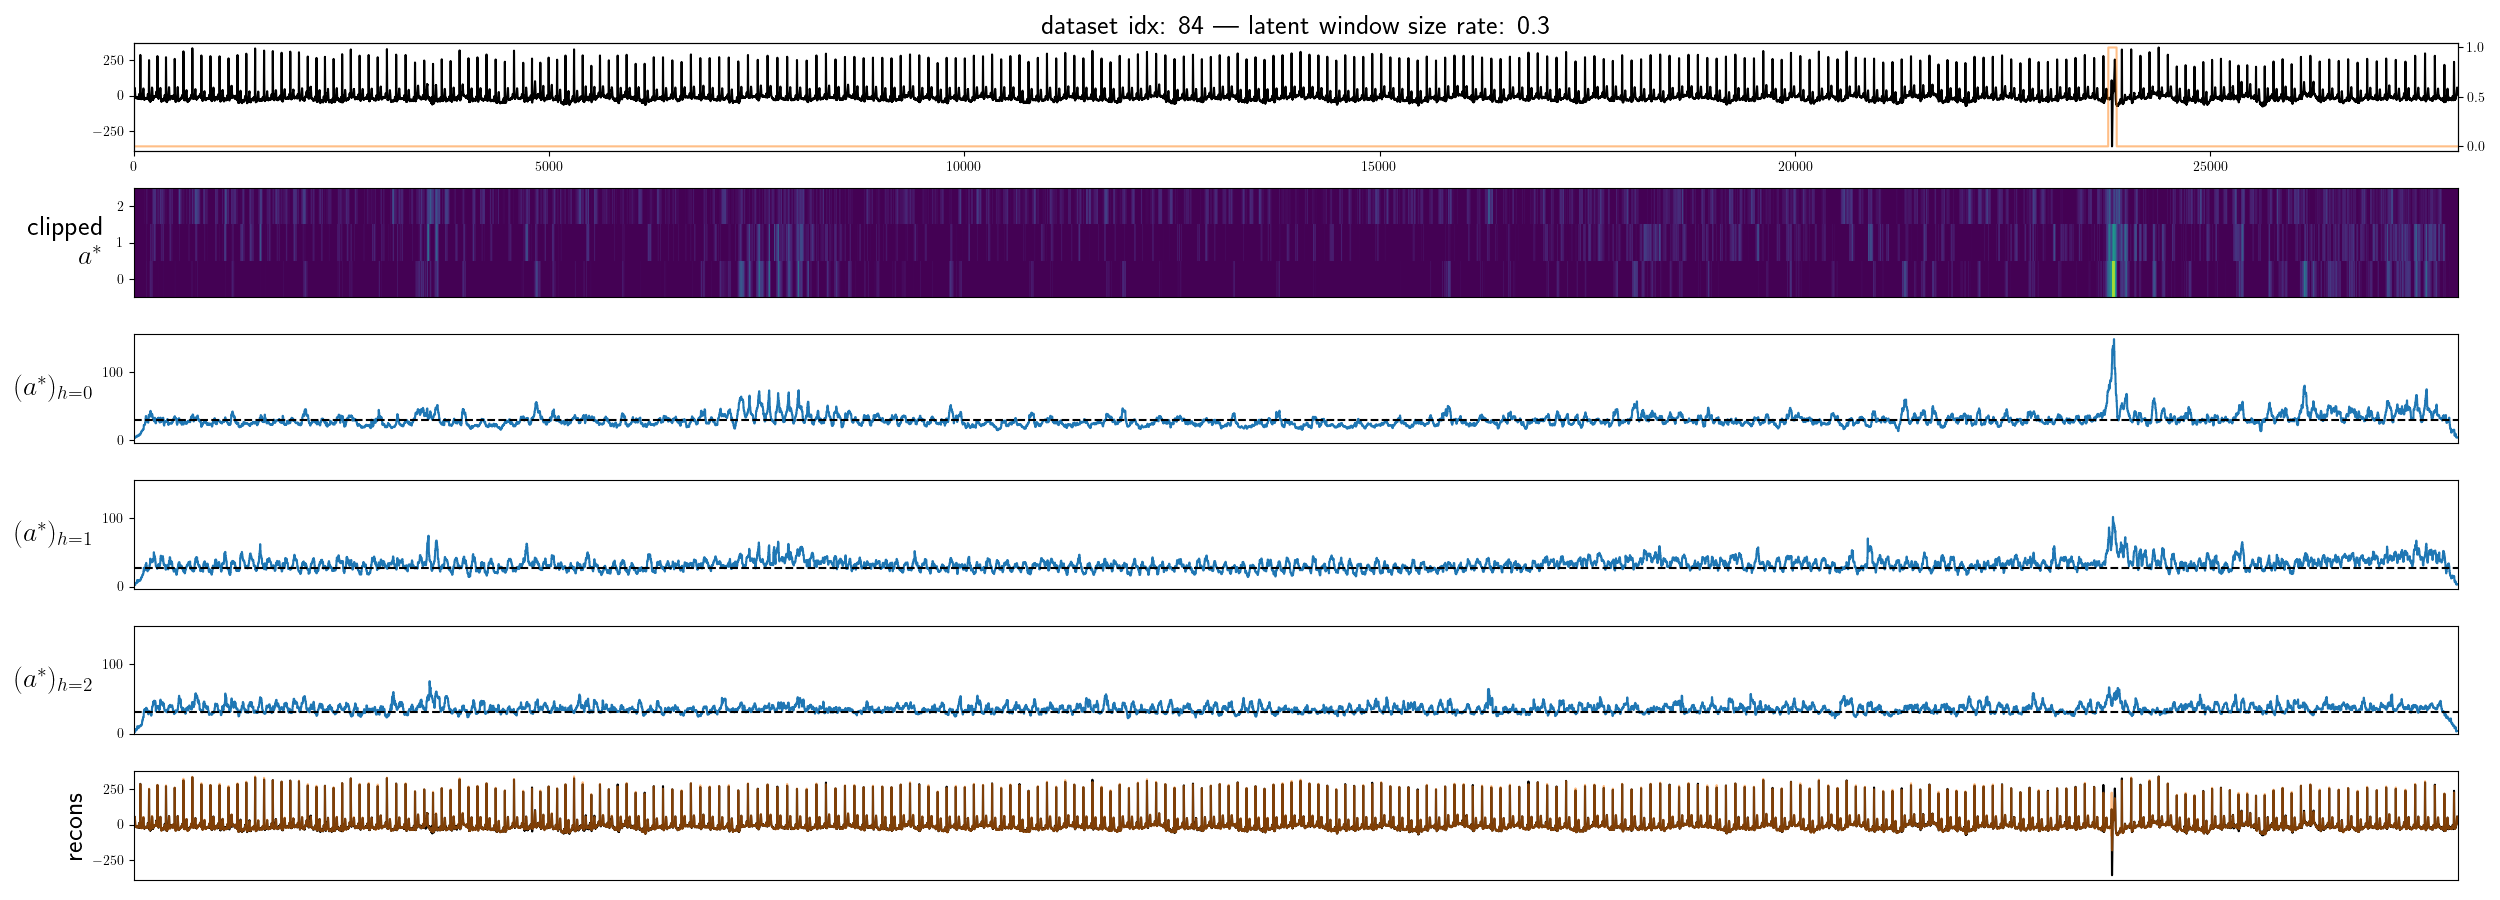 dataset idx: 84 — latent window size rate: 0.3
250
0
−250
1.0
0.5
0.0
0 5000 10000 15000 20000 25000
clipped
a*
2
1
0
(a*)h=0
100
0
(a*)h=1
100
0
(a*)h=2
100
0
recons
250
0
−250